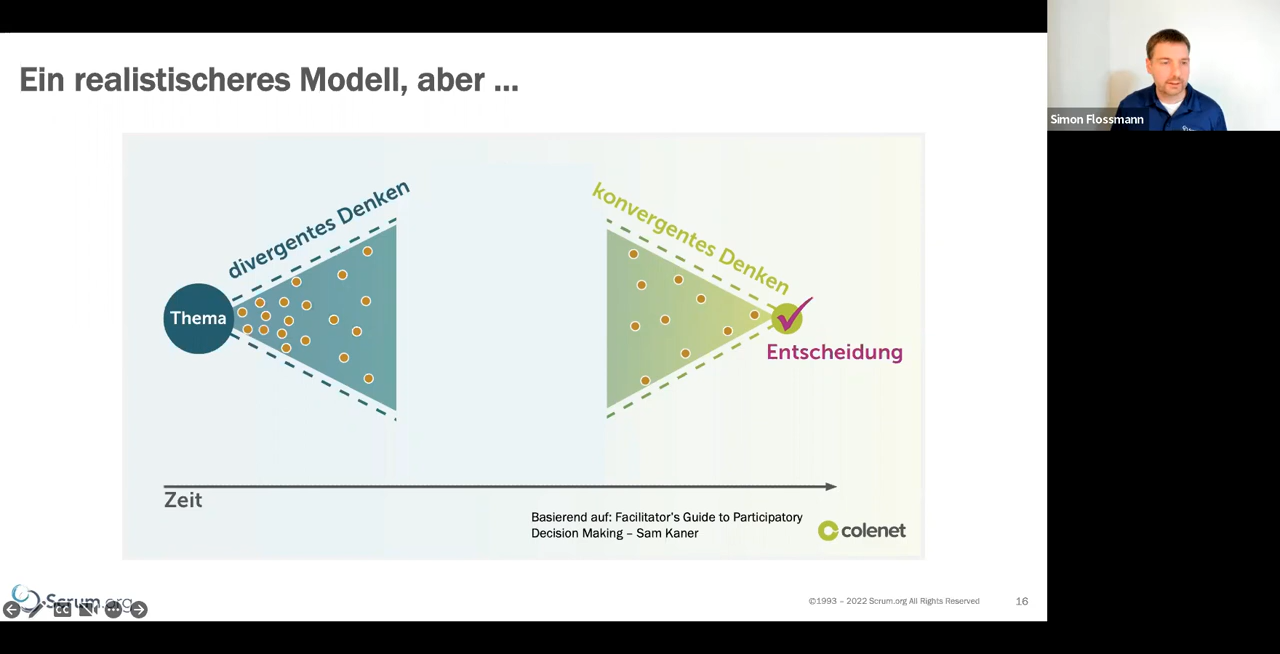 Ein realistischeres Modell, aber ...
Simon Flossmann
divergentes Denken
konvergentes Denken
Thema
Entscheidung
Zeit
Basierend auf: Facilitator's Guide to Participatory
Decision Making – Sam Kaner
colenet
Scrum.org
CC
©1993 – 2022 Scrum.org All Rights Reserved
16